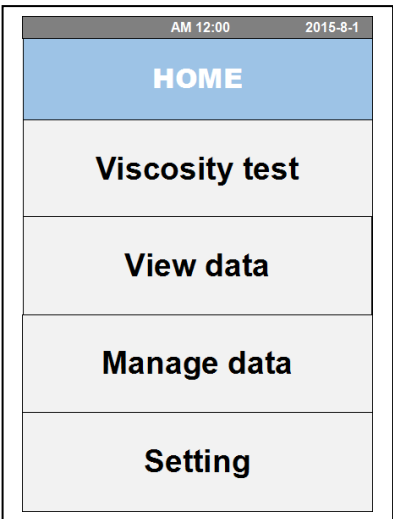 AM 12:00 2015-8-1
HOME
Viscosity test
View data
Manage data
Setting